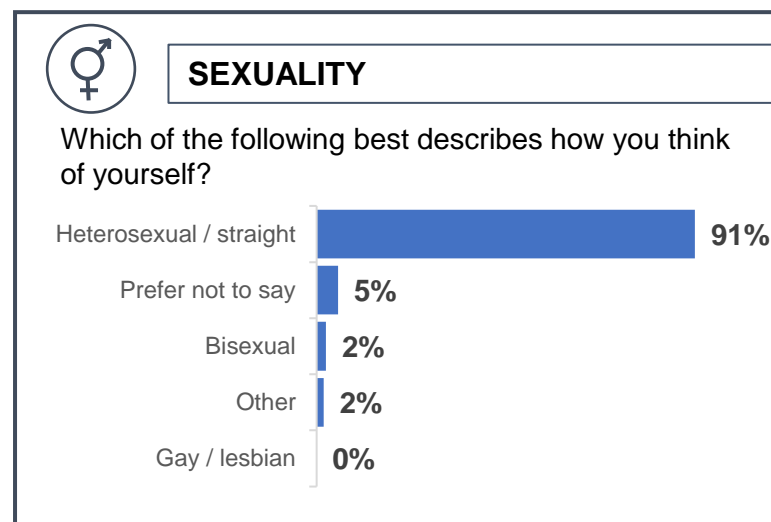 SEXUALITY
Which of the following best describes how you think
of yourself?
Heterosexual / straight 91%
Prefer not to say 5%
Bisexual 2%
Other 2%
Gay / lesbian 0%